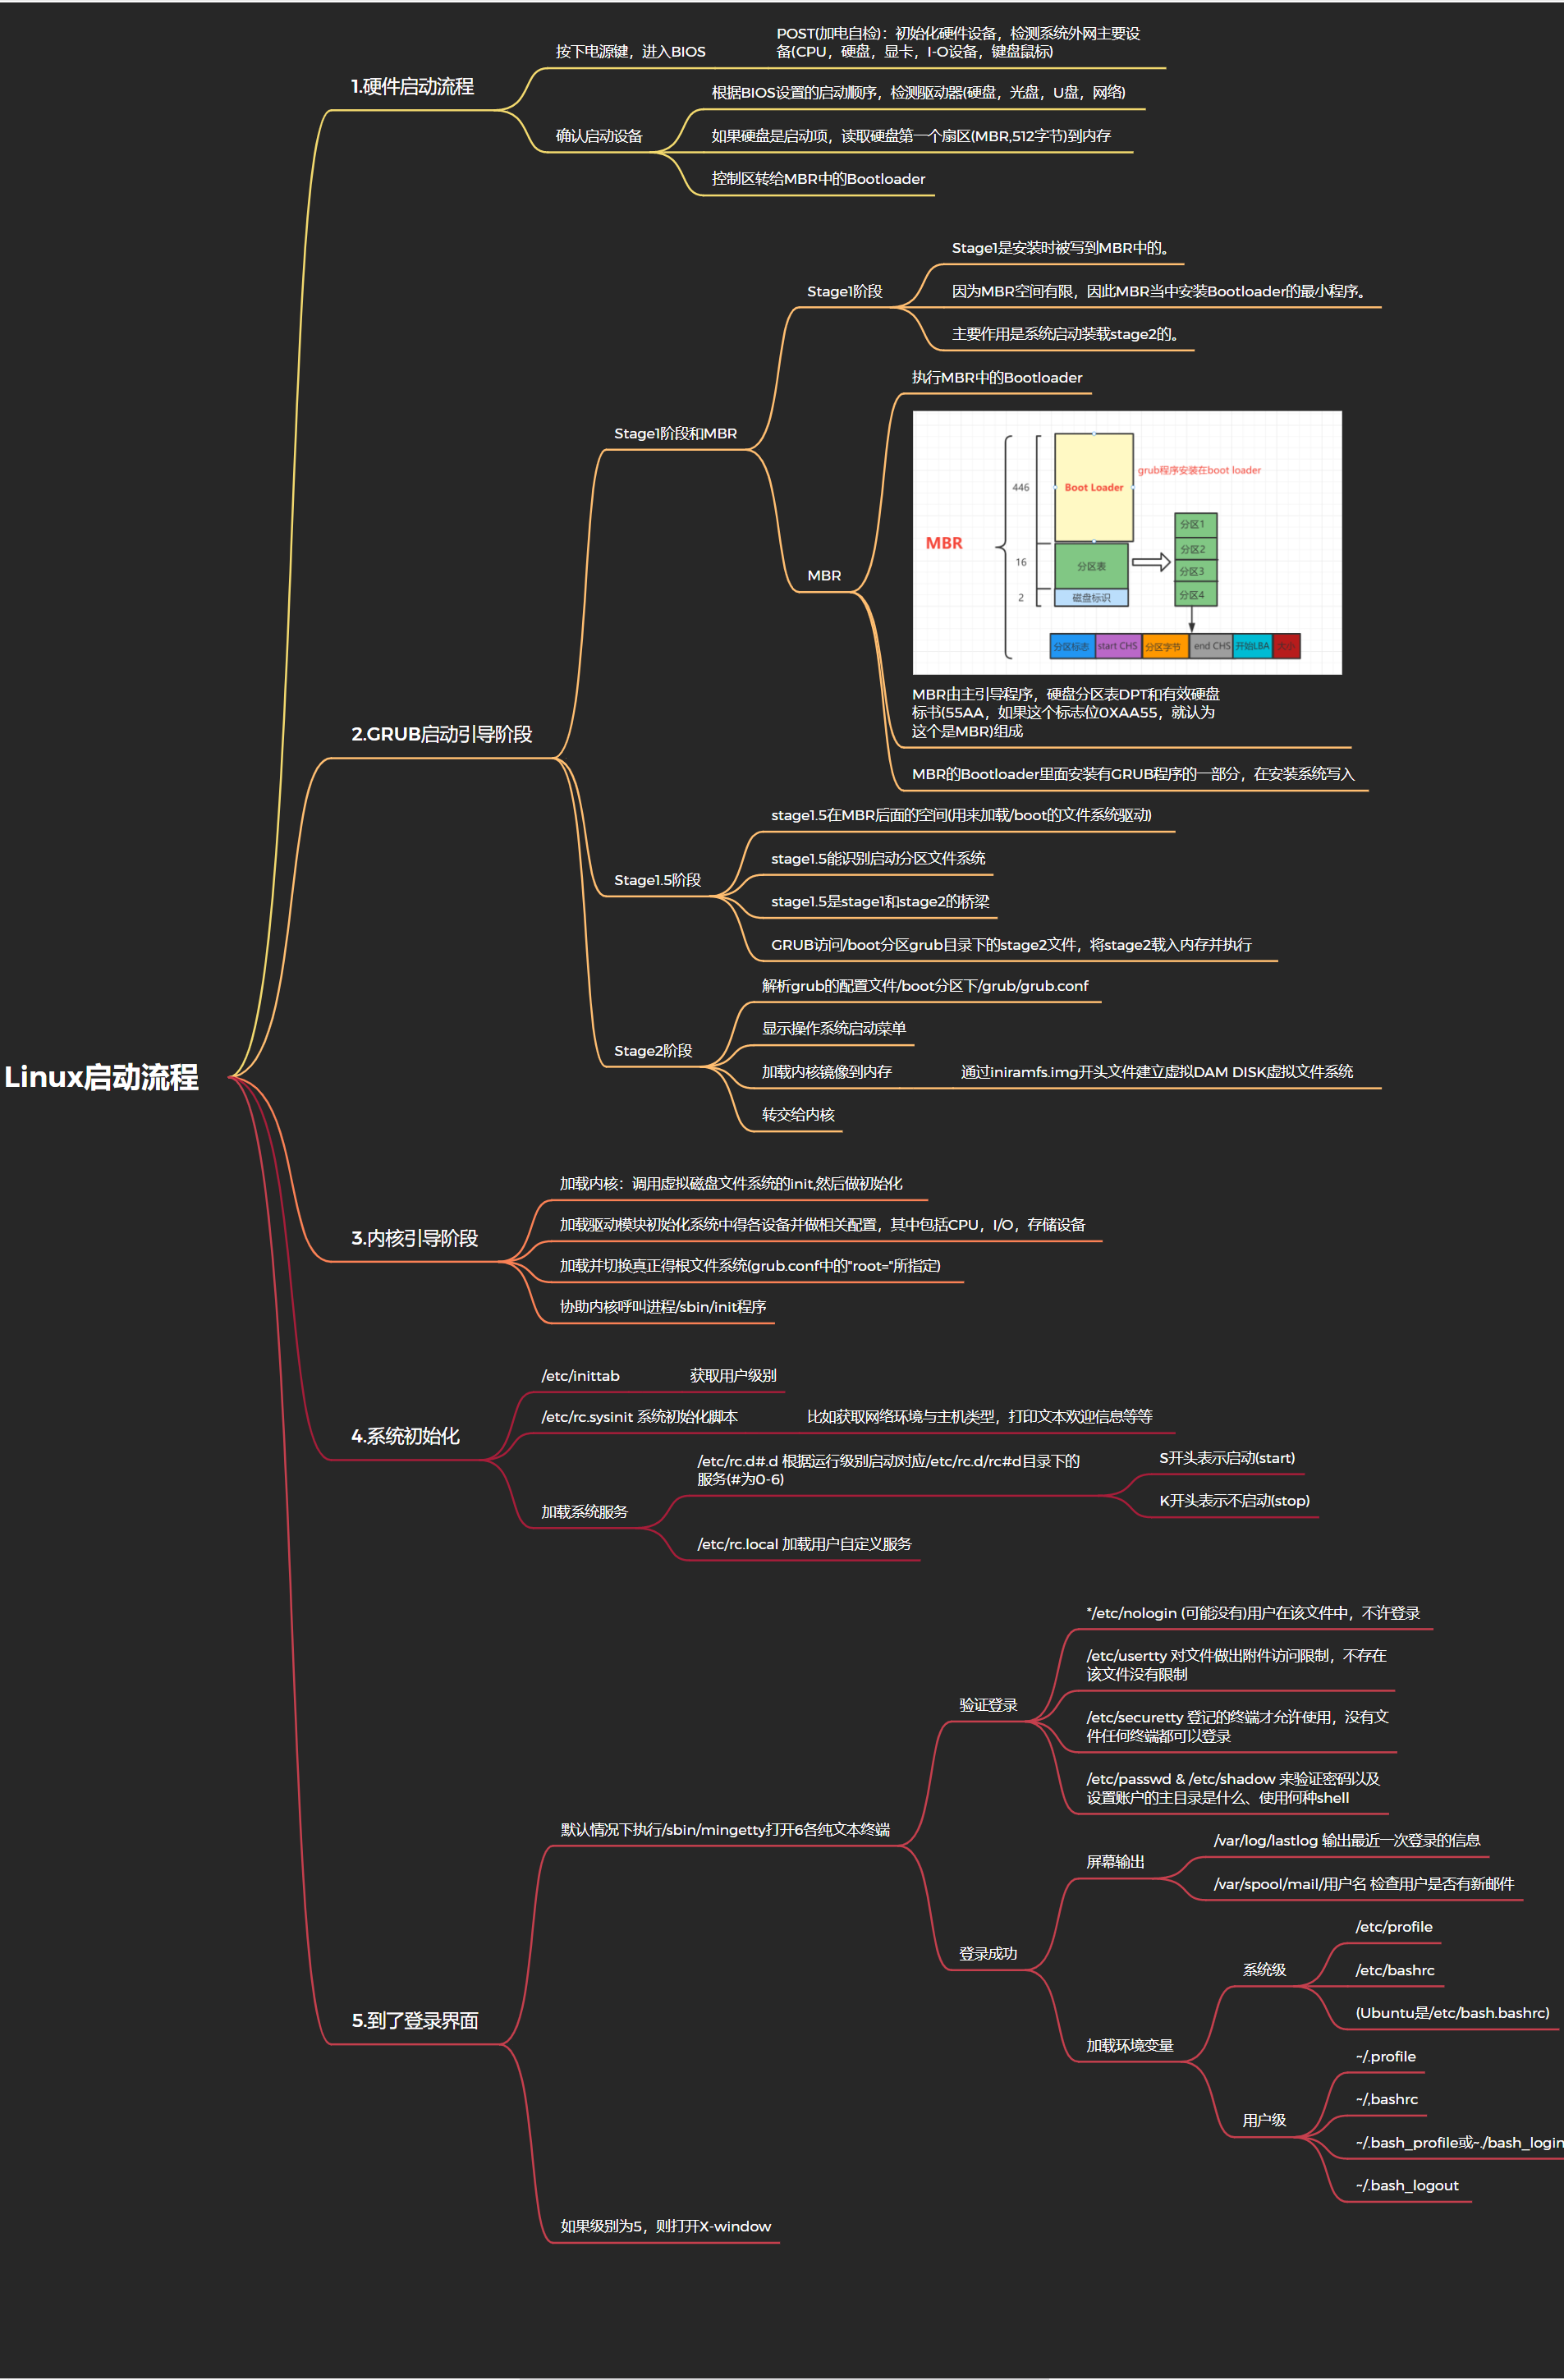 Linux启动流程
1.硬件启动流程
按下电源键，进入BIOS
POST(加电自检)：初始化硬件设备，检测系统外网主要设
备(CPU，硬盘，显卡，I-O设备，键盘鼠标)
确认启动设备
根据BIOS设置的启动顺序，检测驱动器(硬盘，光盘，U盘，网络)
如果硬盘是启动项，读取硬盘第一个扇区(MBR,512字节)到内存
控制区转给MBR中的Bootloader
2.GRUB启动引导阶段
Stage1阶段和MBR
Stage1阶段
Stage1是安装时被写到MBR中的。
因为MBR空间有限，因此MBR当中安装Bootloader的最小程序。
主要作用是系统启动装载stage2的。
MBR
执行MBR中的Bootloader
MBR
446
16
2
Boot Loader
grub程序安装在boot loader
分区表
磁盘标识
分区1
分区2
分区3
分区4
分区标志
start CHS
分区字节
end CHS
开始LBA
大小
MBR由主引导程序，硬盘分区表DPT和有效硬盘
标书(55AA，如果这个标志位0XAA55，就认为
这个是MBR)组成
MBR的Bootloader里面安装有GRUB程序的一部分，在安装系统写入
Stage1.5阶段
stage1.5在MBR后面的空间(用来加载/boot的文件系统驱动)
stage1.5能识别启动分区文件系统
stage1.5是stage1和stage2的桥梁
GRUB访问/boot分区grub目录下的stage2文件，将stage2载入内存并执行
Stage2阶段
解析grub的配置文件/boot分区下/grub/grub.conf
显示操作系统启动菜单
加载内核镜像到内存
通过iniramfs.img开头文件建立虚拟DAM DISK虚拟文件系统
转交给内核
3.内核引导阶段
加载内核：调用虚拟磁盘文件系统的init,然后做初始化
加载驱动模块初始化系统中得各设备并做相关配置，其中包括CPU，I/O，存储设备
加载并切换真正得根文件系统(grub.conf中的"root="所指定)
协助内核呼叫进程/sbin/init程序
4.系统初始化
/etc/inittab
获取用户级别
/etc/rc.sysinit 系统初始化脚本
比如获取网络环境与主机类型，打印文本欢迎信息等等
加载系统服务
/etc/rc.d#.d 根据运行级别启动对应/etc/rc.d/rc#d目录下的
服务(#为0-6)
S开头表示启动(start)
K开头表示不启动(stop)
/etc/rc.local 加载用户自定义服务
5.到了登录界面
默认情况下执行/sbin/mingetty打开6各纯文本终端
验证登录
*/etc/nologin (可能没有)用户在该文件中，不许登录
/etc/usertty 对文件做出附件访问限制，不存在
该文件没有限制
/etc/securetty 登记的终端才允许使用，没有文
件任何终端都可以登录
/etc/passwd & /etc/shadow 来验证密码以及
设置账户的主目录是什么、使用何种shell
登录成功
屏幕输出
/var/log/lastlog 输出最近一次登录的信息
/var/spool/mail/用户名 检查用户是否有新邮件
加载环境变量
系统级
/etc/profile
/etc/bashrc
(Ubuntu是/etc/bash.bashrc)
用户级
~/.profile
~/,bashrc
~/.bash_profile或~./bash_login
~/.bash_logout
如果级别为5，则打开X-window